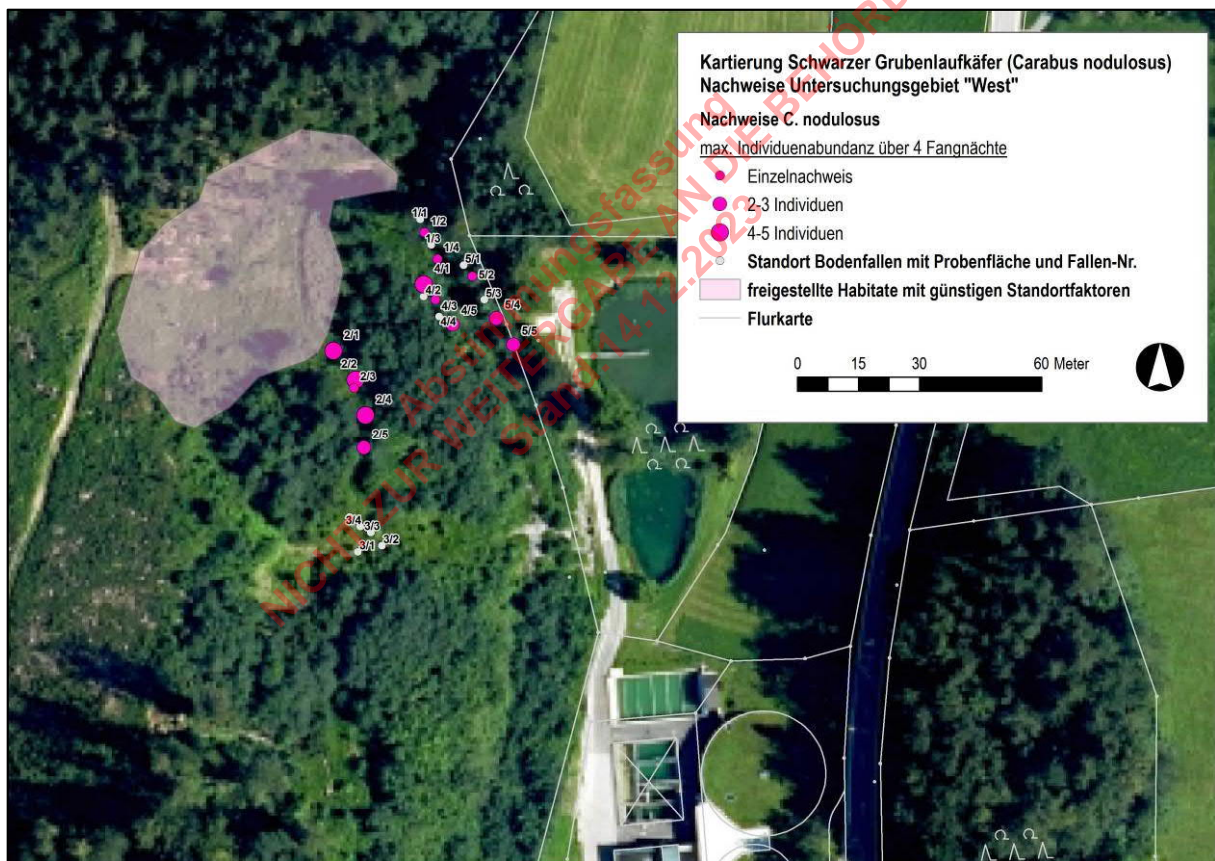 Kartierung Schwarzer Grubenlaufkäfer (Carabus nodulosus)
Nachweise Untersuchungsgebiet "West"
Nachweise C. nodulosus
max. Individuenabundanz über 4 Fangnächte
Einzelnachweis
2-3 Individuen
4-5 Individuen
Standort Bodenfallen mit Probenfläche und Fallen-Nr.
freigestellte Habitate mit günstigen Standortfaktoren
Flurkarte
0 15 30 60 Meter
1/1
1/2
1/3
1/4
4/1
5/1
5/2
4/2
5/3
4/3
4/5
5/4
4/4
5/5
2/1
2/2
2/3
2/4
2/5
3/4
3/3
3/2
3/1
Abstimmungsfassung
NICHT ZUR WEITERGABE AN DIE BEHÖRD
Stand 14.12.2023